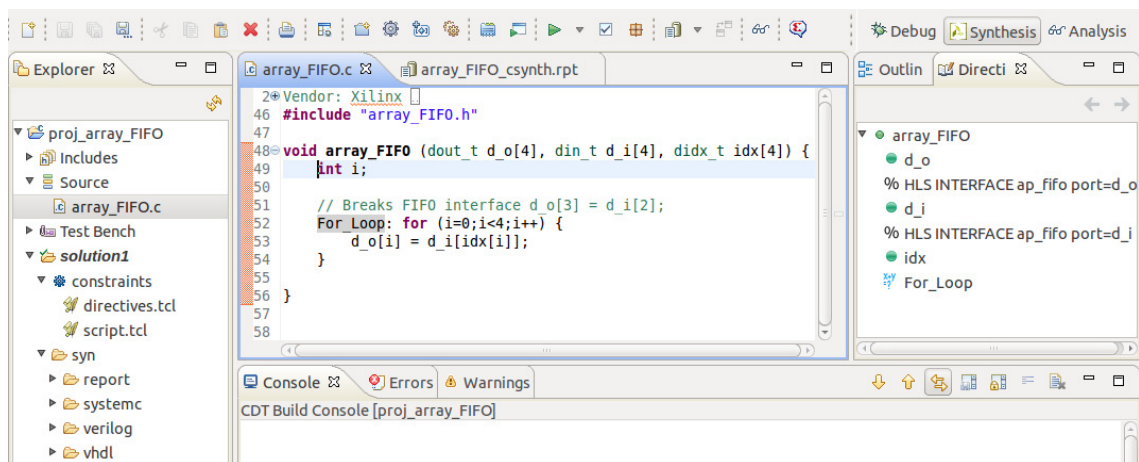 Debug Synthesis Analysis
Explorer
array_FIFO.c array_FIFO_csynth.rpt
Outlin Directi
proj_array_FIFO
Includes
Source
array_FIFO.c
Test Bench
solution1
constraints
directives.tcl
script.tcl
syn
report
systemc
verilog
vhdl
2 Vendor: Xilinx
46 #include "array_FIFO.h"
47
48 void array_FIFO (dout_t d_o[4], din_t d_i[4], didx_t idx[4]) {
49 int i;
50
51 // Breaks FIFO interface d_o[3] = d_i[2];
52 For_Loop: for (i=0;i<4;i++) {
53 d_o[i] = d_i[idx[i]];
54 }
55
56 }
57
58
array_FIFO
d_o
% HLS INTERFACE ap_fifo port=d_o
d_i
% HLS INTERFACE ap_fifo port=d_i
idx
For_Loop
Console Errors Warnings
CDT Build Console [proj_array_FIFO]